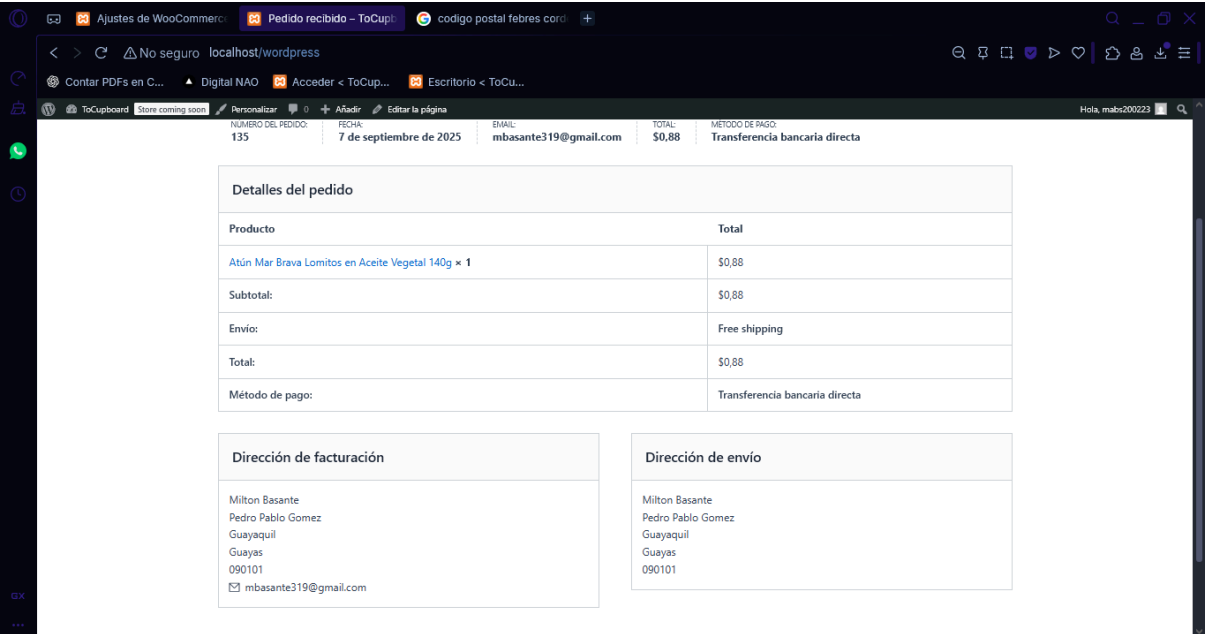 Ajustes de WooCommerc
Pedido recibido – ToCupb
codigo postal febres cord
No seguro localhost/wordpress
Contar PDFs en C... Digital NAO Acceder < ToCup... Escritorio < ToCu...
ToCupboard Store coming soon Personalizar 0 Añadir Editar la página Hola, mabs200223
NÚMERO DEL PEDIDO: FECHA: EMAIL: TOTAL: MÉTODO DE PAGO:
135 7 de septiembre de 2025 mbasante319@gmail.com $0,88 Transferencia bancaria directa
Detalles del pedido
Producto Total
Atún Mar Brava Lomitos en Aceite Vegetal 140g × 1 $0,88
Subtotal: $0,88
Envío: Free shipping
Total: $0,88
Método de pago: Transferencia bancaria directa
Dirección de facturación
Milton Basante
Pedro Pablo Gomez
Guayaquil
Guayas
090101
mbasante319@gmail.com
Dirección de envío
Milton Basante
Pedro Pablo Gomez
Guayaquil
Guayas
090101
GX